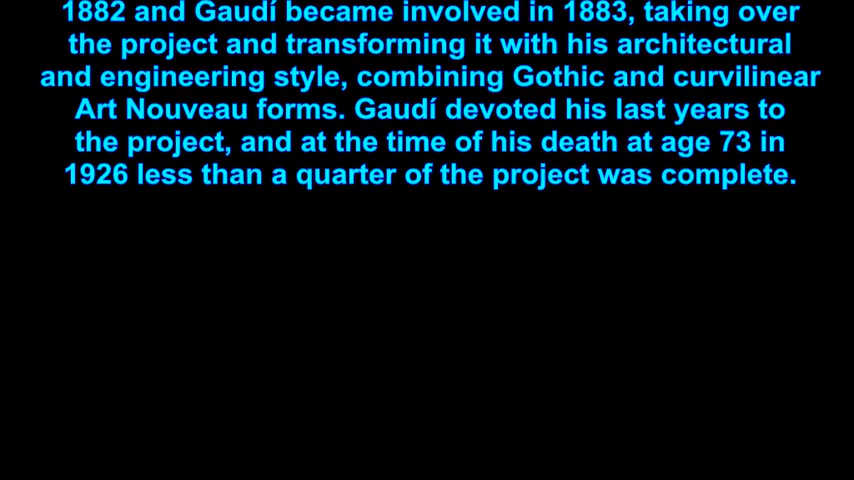 1882 and Gaudí became involved in 1883, taking over
the project and transforming it with his architectural
and engineering style, combining Gothic and curvilinear
Art Nouveau forms. Gaudí devoted his last years to
the project, and at the time of his death at age 73 in
1926 less than a quarter of the project was complete.